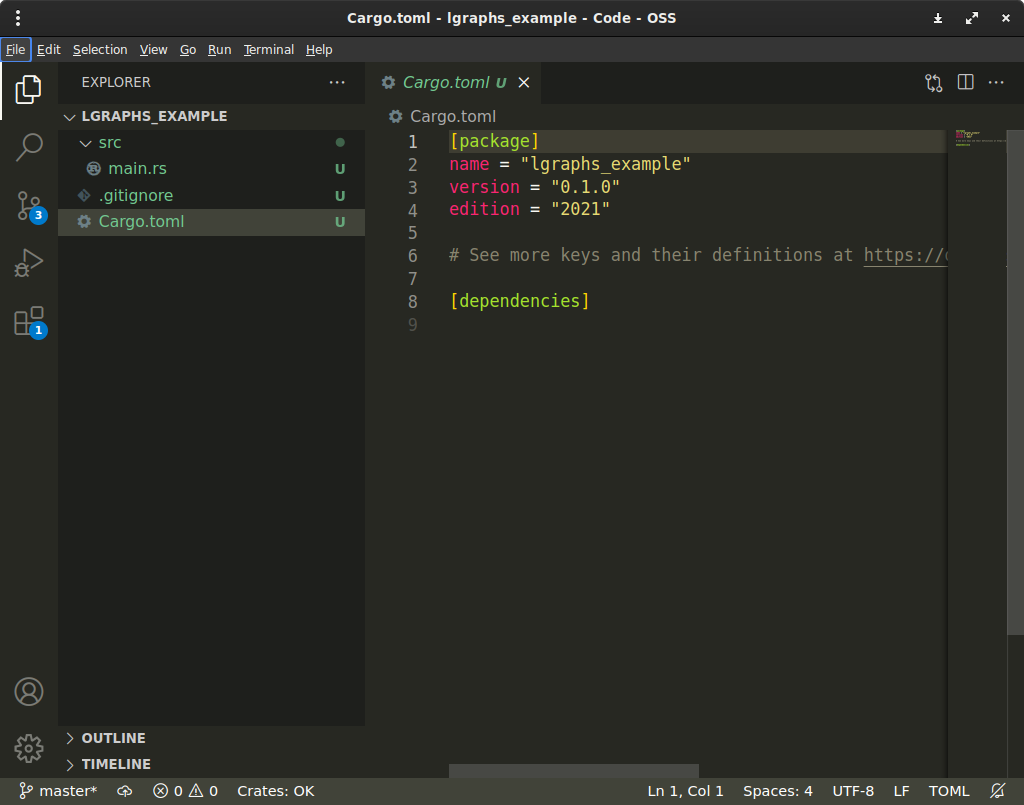 Cargo.toml - lgraphs_example - Code - OSS
File Edit Selection View Go Run Terminal Help
EXPLORER
LGRAPHS_EXAMPLE
src
main.rs U
.gitignore U
Cargo.toml U
3
1
OUTLINE
TIMELINE
Cargo.toml U
Cargo.toml
1 [package]
2 name = "lgraphs_example"
3 version = "0.1.0"
4 edition = "2021"
5
6 # See more keys and their definitions at https://
7
8 [dependencies]
9
master* 0 0 Crates: OK Ln 1, Col 1 Spaces: 4 UTF-8 LF TOML